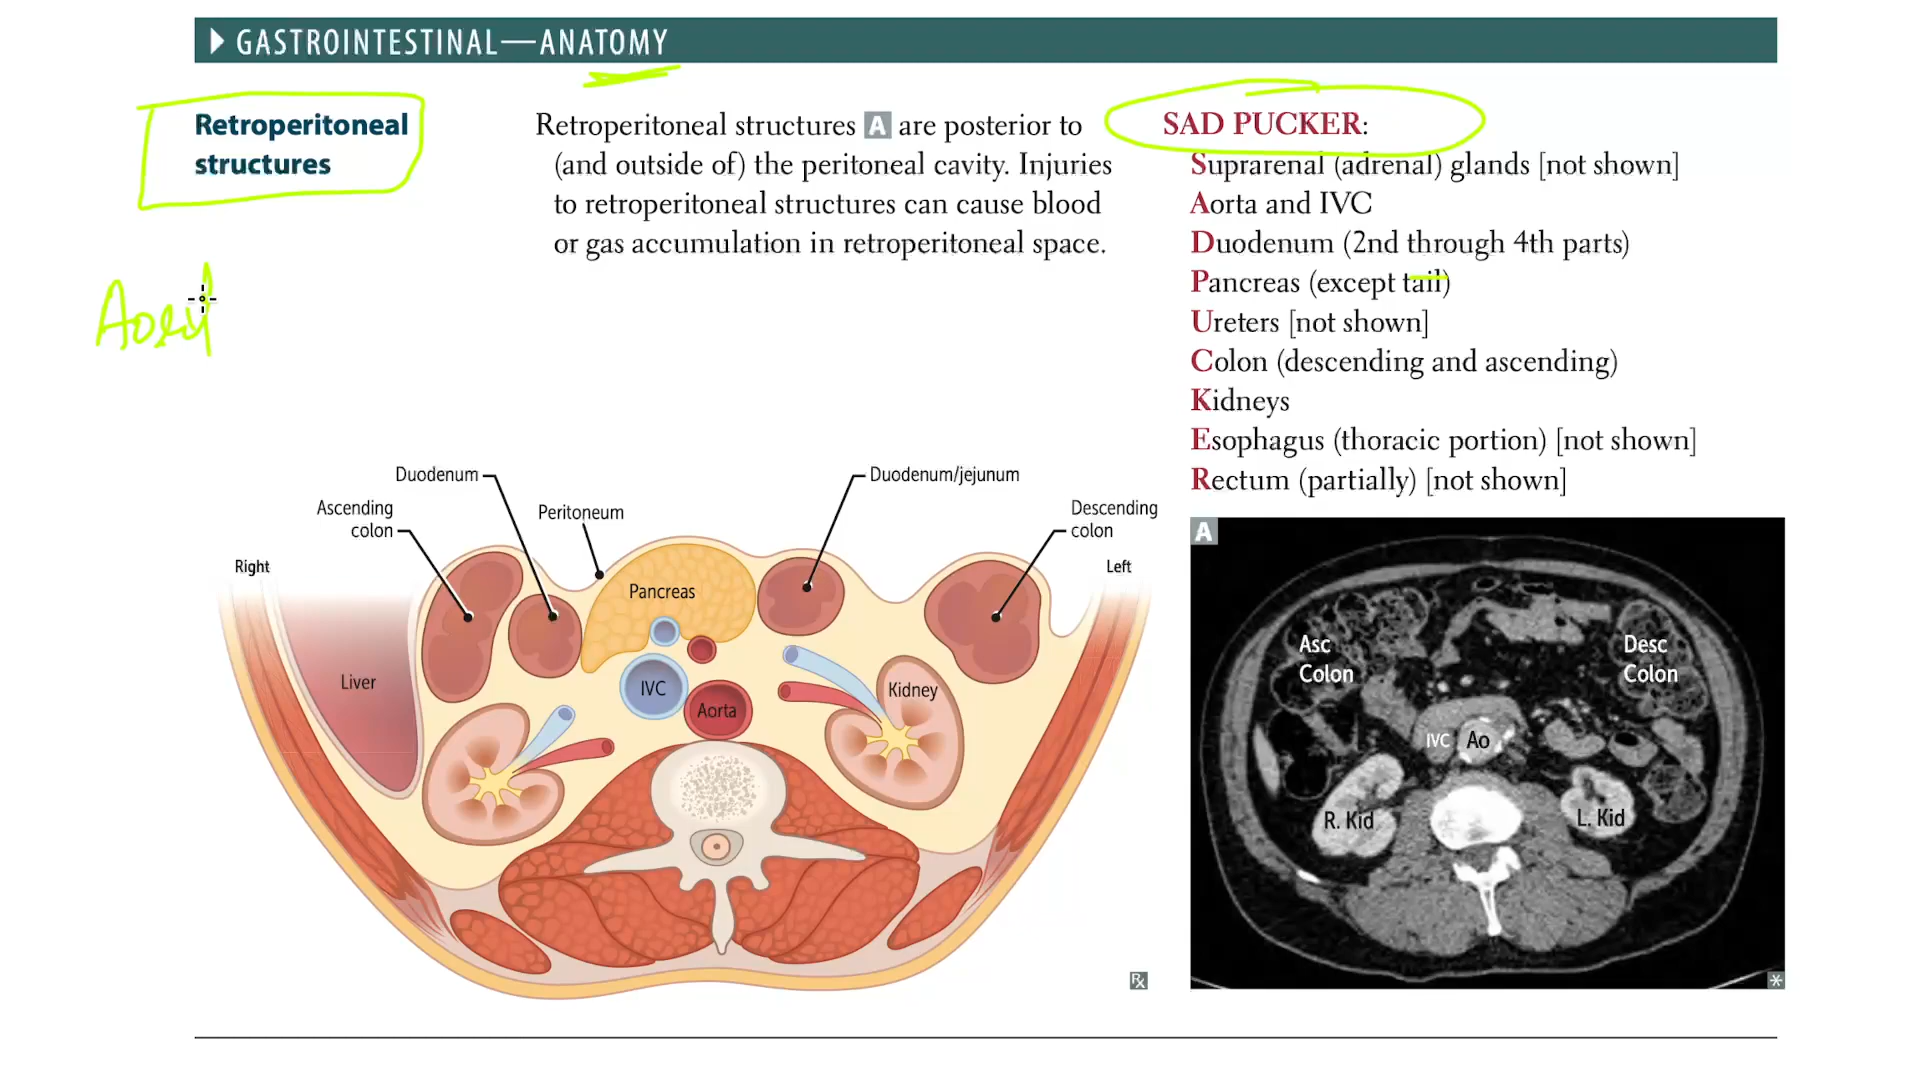 GASTROINTESTINAL—ANATOMY
Retroperitoneal
structures
Retroperitoneal structures A are posterior to
(and outside of) the peritoneal cavity. Injuries
to retroperitoneal structures can cause blood
or gas accumulation in retroperitoneal space.
SAD PUCKER:
Suprarenal (adrenal) glands [not shown]
Aorta and IVC
Duodenum (2nd through 4th parts)
Pancreas (except tail)
Ureters [not shown]
Colon (descending and ascending)
Kidneys
Esophagus (thoracic portion) [not shown]
Rectum (partially) [not shown]
Duodenum
Duodenum/jejunum
Ascending
colon
Peritoneum
Descending
colon
Right
Left
Pancreas
Liver
IVC
Aorta
Kidney
A
Asc
Colon
Desc
Colon
IVC
Ao
R. Kid
L. Kid